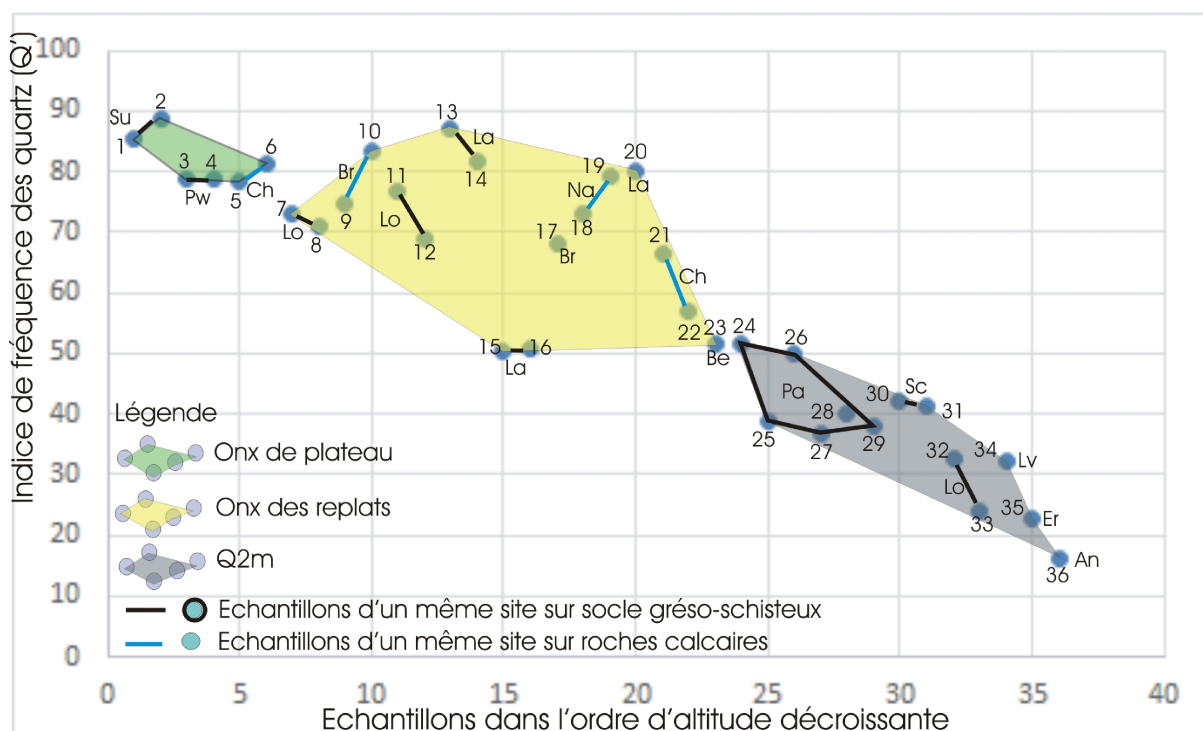 Indice de fréquence des quartz (Q')
100
90
80
70
60
50
40
30
20
10
0
0 5 10 15 20 25 30 35 40
Echantillons dans l'ordre d'altitude décroissante
Su
1
2
3
4
Pw
5
6
Ch
7
Lo
8
Br
9
10
11
Lo
12
13
La
14
15
16
La
17
Br
18
Na
19
20
La
21
Ch
22
23
Be
24
25
26
Pa
27
28
29
30
Sc
31
32
Lo
33
34
Lv
35
Er
36
An
Légende
Onx de plateau
Onx des replats
Q2m
Echantillons d'un même site sur socle gréso-schisteux
Echantillons d'un même site sur roches calcaires